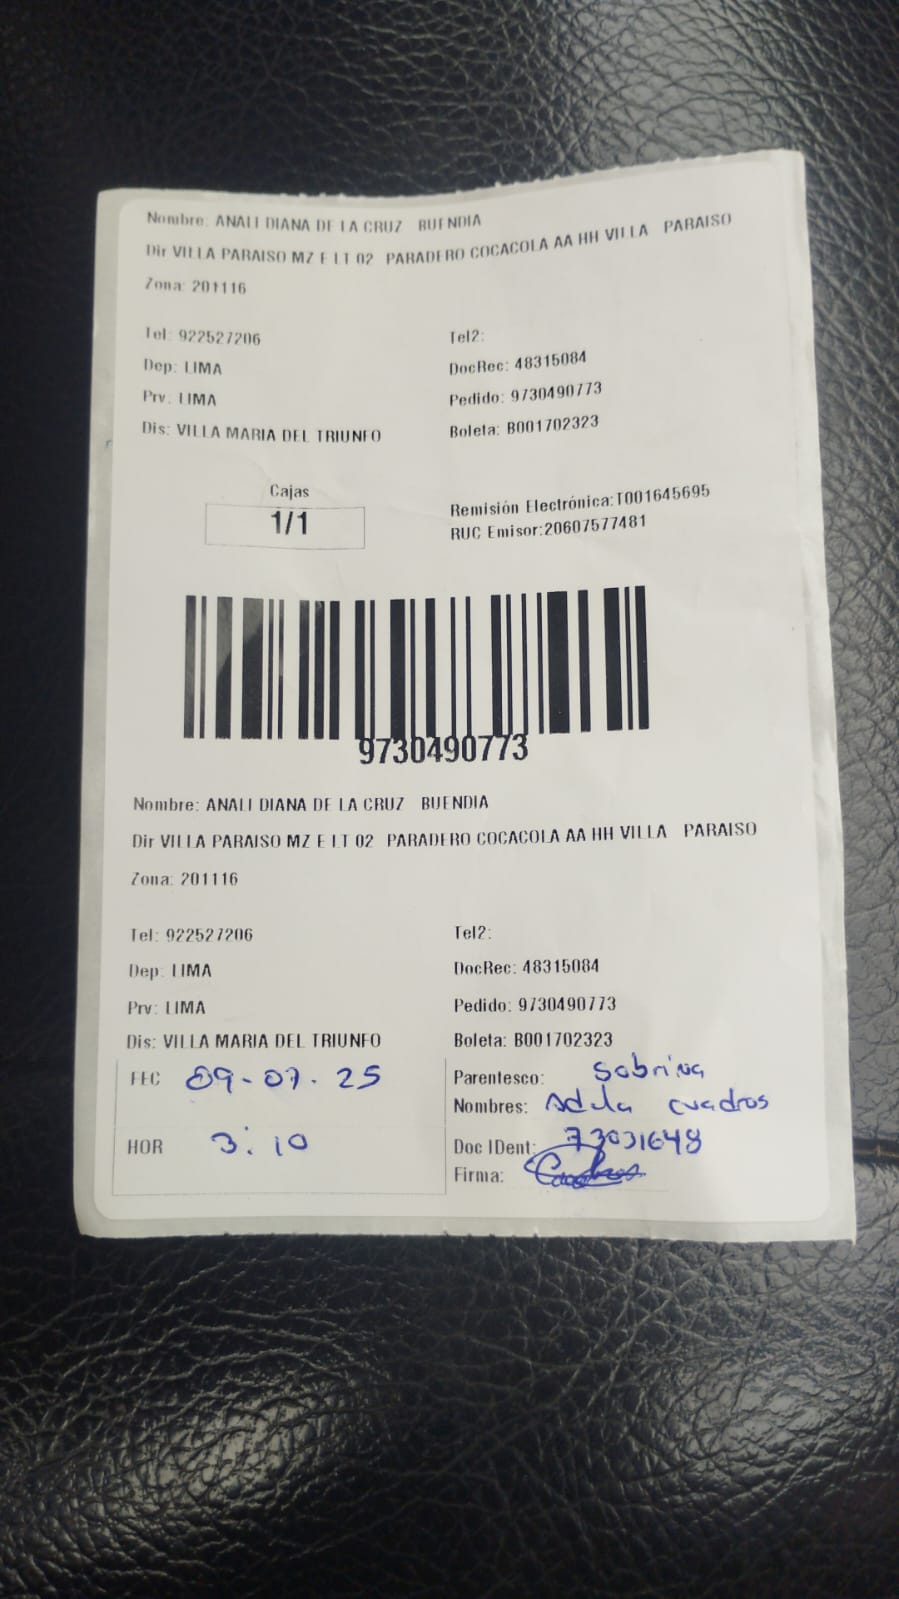 Nombre: ANALI DIANA DE LA CRUZ BUENDIA
Dir VILLA PARAISO MZ E LT 02 PARADERO COCACOLA AA HH VILLA PARAISO
Zona: 201116
Tel: 922527206 Tel2:
Dep: LIMA DocRec: 48315084
Prv: LIMA Pedido: 9730490773
Dis: VILLA MARIA DEL TRIUNFO Boleta: B001702323
Cajas
1/1
Remisión Electrónica:T001645695
RUC Emisor:20607577481
9730490773
Nombre: ANALI DIANA DE LA CRUZ BUENDIA
Dir VILLA PARAISO MZ E LT 02 PARADERO COCACOLA AA HH VILLA PARAISO
Zona: 201116
Tel: 922527206 Tel2:
Dep: LIMA DocRec: 48315084
Prv: LIMA Pedido: 9730490773
Dis: VILLA MARIA DEL TRIUNFO Boleta: B001702323
FEC 09-07-25 Parentesco: Sobrina
Nombres: Adela cuadros
HOR 3:10 Doc IDent: 73031648
Firma: